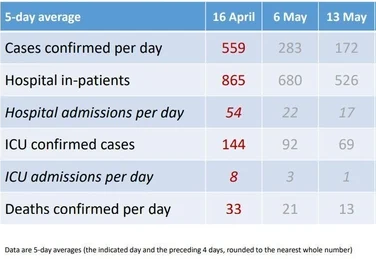 5-day average 16 April 6 May 13 May
Cases confirmed per day 559 283 172
Hospital in-patients 865 680 526
Hospital admissions per day 54 22 17
ICU confirmed cases 144 92 69
ICU admissions per day 8 3 1
Deaths confirmed per day 33 21 13
Data are 5-day averages (the indicated day and the preceding 4 days, rounded to the nearest whole number)